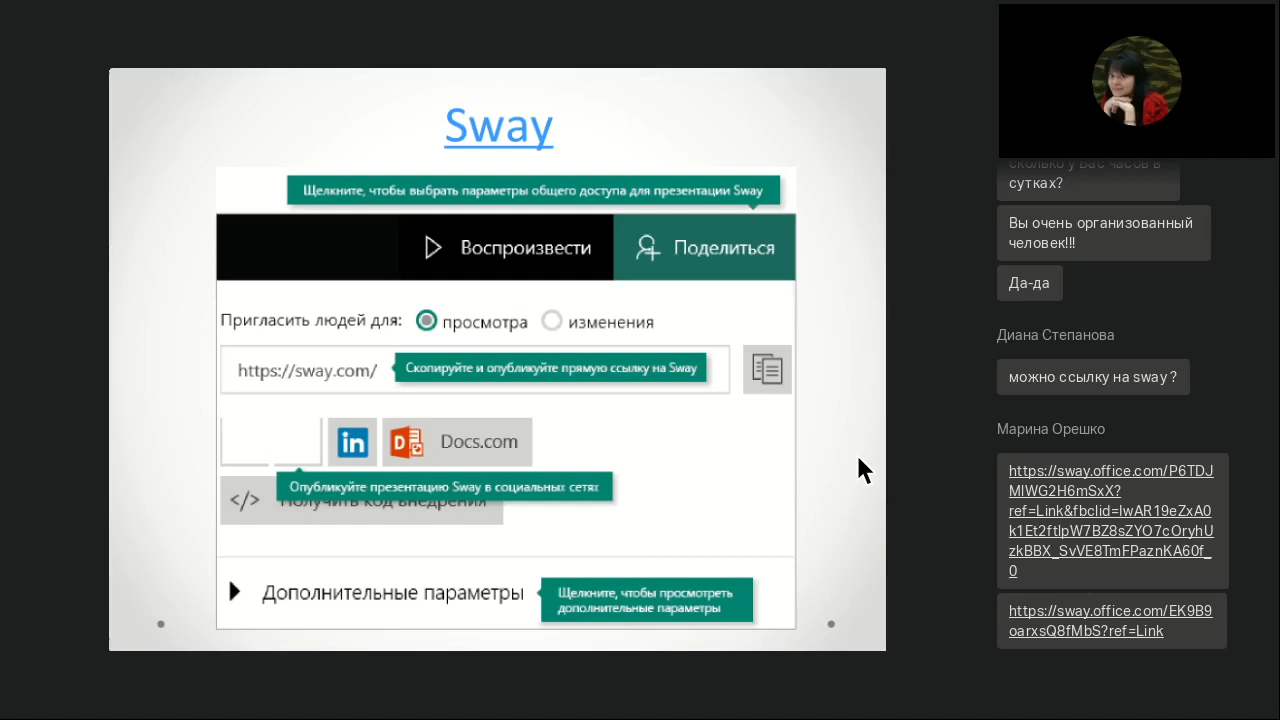 Sway
Щелкните, чтобы выбрать параметры общего доступа для презентации Sway
Воспроизвести
Поделиться
Пригласить людей для:
просмотра
изменения
https://sway.com/
Скопируйте и опубликуйте прямую ссылку на Sway
in
Docs.com
Опубликуйте презентацию Sway в социальных сетях
</> Получить код внедрения
Дополнительные параметры
Щелкните, чтобы просмотреть
дополнительные параметры
сколько у Вас часов в
сутках?
Вы очень организованный
человек!!!
Да-да
Диана Степанова
можно ссылку на sway ?
Марина Орешко
https://sway.office.com/P6TDJ
MlWG2H6mSxX?
ref=Link&fbclid=IwAR19eZxA0
k1Et2ftlpW7BZ8sZYO7cOryhU
zkBBX_SvVE8TmFPaznKA60f_
0
https://sway.office.com/EK9B9
oarxsQ8fMbS?ref=Link